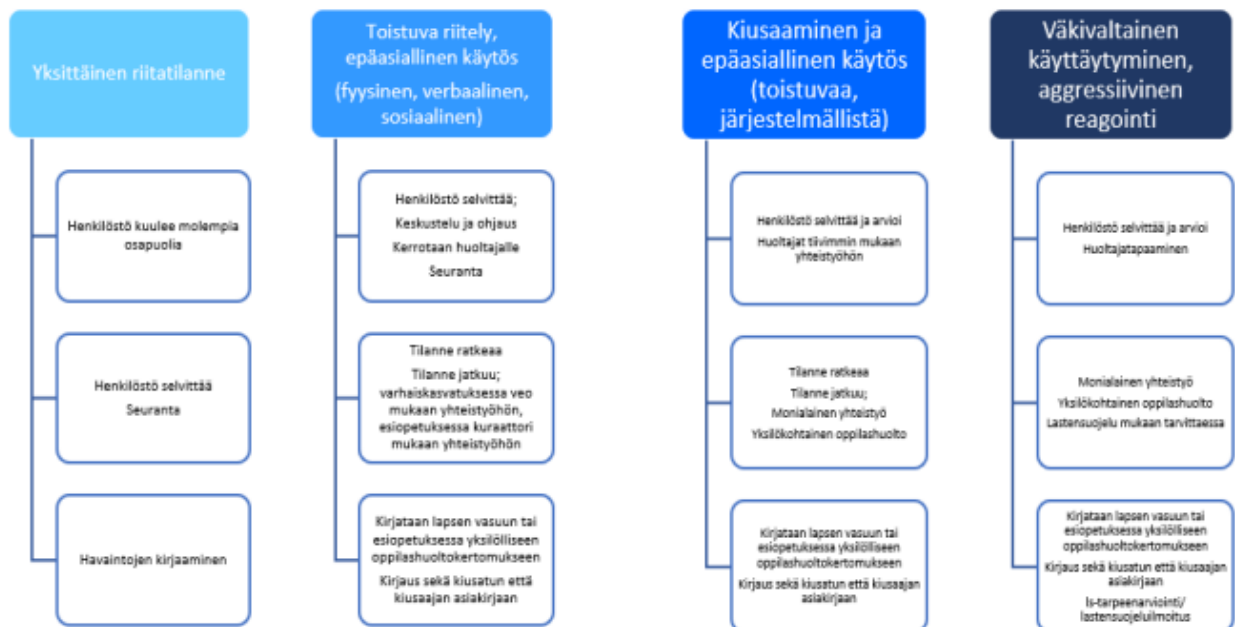 Yksittäinen riitatilanne
Henkilöstö kuulee molempia
osapuolia
Henkilöstö selvittää
Seuranta
Havaintojen kirjaaminen
Toistuva riitely,
epäasiallinen käytös
(fyysinen, verbaalinen,
sosiaalinen)
Henkilöstö selvittää;
Keskustelu ja ohjaus
Kerrotaan huoltajalle
Seuranta
Tilanne ratkeaa
Tilanne jatkuu;
varhaiskasvatuksessa veo
mukaan yhteistyöhön,
esiopetuksessa kuraattori
mukaan yhteistyöhön
Kirjataan lapsen vasuun tai
esiopetuksessa yksilölliseen
oppilashuoltokertomukseen
Kirjaus sekä kiusatun että
kiusaajan asiakirjaan
Kiusaaminen ja
epäasiallinen käytös
(toistuvaa,
järjestelmällistä)
Henkilöstö selvittää ja arvioi
Huoltajat tiivimmin mukaan
yhteistyöhön
Tilanne ratkeaa
Tilanne jatkuu;
Monialainen yhteistyö
Yksilökohtainen oppilashuolto
Kirjataan lapsen vasuun tai
esiopetuksessa yksilölliseen
oppilashuoltokertomukseen
Kirjaus sekä kiusatun että kiusaajan
asiakirjaan
Väkivaltainen
käyttäytyminen,
aggressiivinen
reagointi
Henkilöstö selvittää ja arvioi
Huoltajatapaaminen
Monialainen yhteistyö
Yksilökohtainen oppilashuolto
Lastensuojelu mukaan tarvittaessa
Kirjataan lapsen vasuun tai
esiopetuksessa yksilölliseen
oppilashuoltokertomukseen
Kirjaus sekä kiusatun että kiusaajan
asiakirjaan
ls-tarpeenarviointi/
lastensuojeluilmoitus